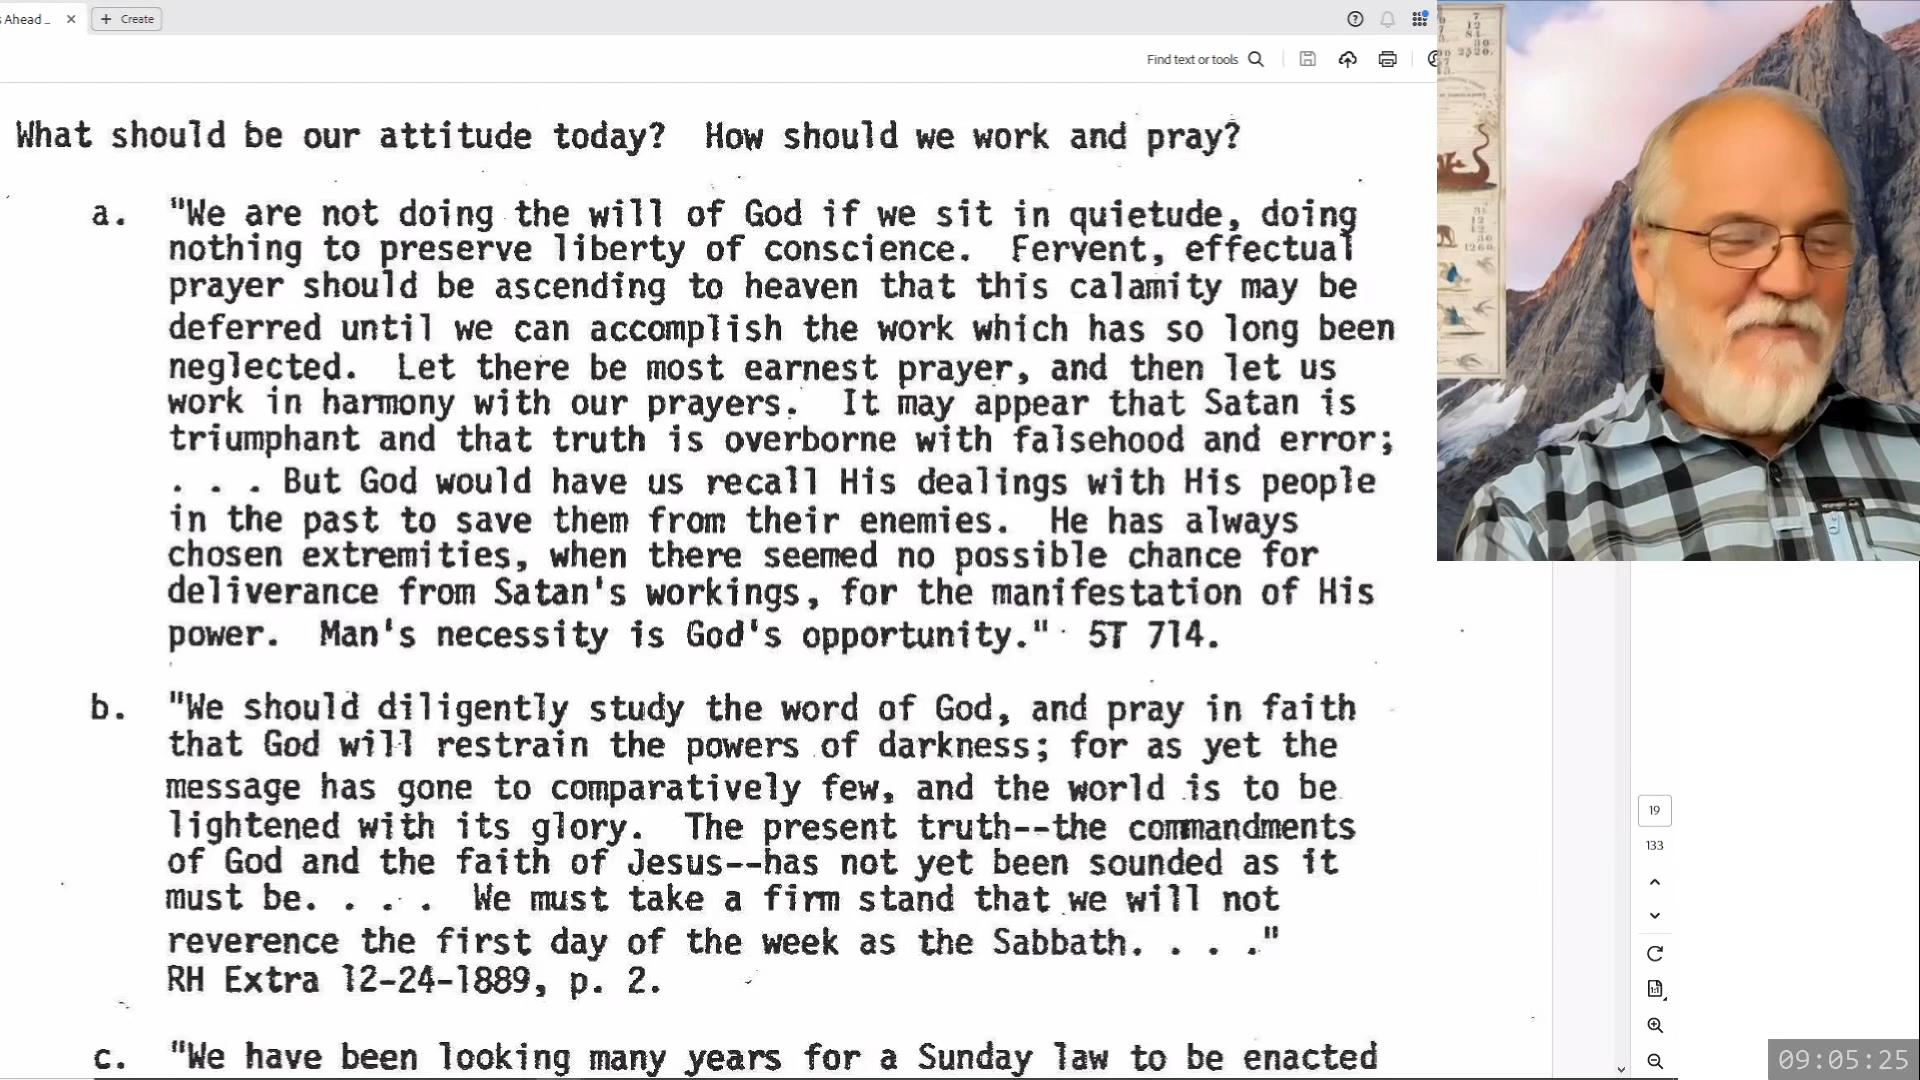 s Ahead _
Create
Find text or tools
What should be our attitude today? How should we work and pray?
a. "We are not doing the will of God if we sit in quietude, doing
nothing to preserve liberty of conscience. Fervent, effectual
prayer should be ascending to heaven that this calamity may be
deferred until we can accomplish the work which has so long been
neglected. Let there be most earnest prayer, and then let us
work in harmony with our prayers. It may appear that Satan is
triumphant and that truth is overborne with falsehood and error;
. . . But God would have us recall His dealings with His people
in the past to save them from their enemies. He has always
chosen extremities, when there seemed no possible chance for
deliverance from Satan's workings, for the manifestation of His
power. Man's necessity is God's opportunity." 5T 714.
b. "We should diligently study the word of God, and pray in faith
that God will restrain the powers of darkness; for as yet the
message has gone to comparatively few, and the world is to be
lightened with its glory. The present truth--the commandments
of God and the faith of Jesus--has not yet been sounded as it
must be. . . . We must take a firm stand that we will not
reverence the first day of the week as the Sabbath. . . ."
RH Extra 12-24-1889, p. 2.
c. "We have been looking many years for a Sunday law to be enacted
7
12
84
30
2520.
1260
19
133
09:05:25